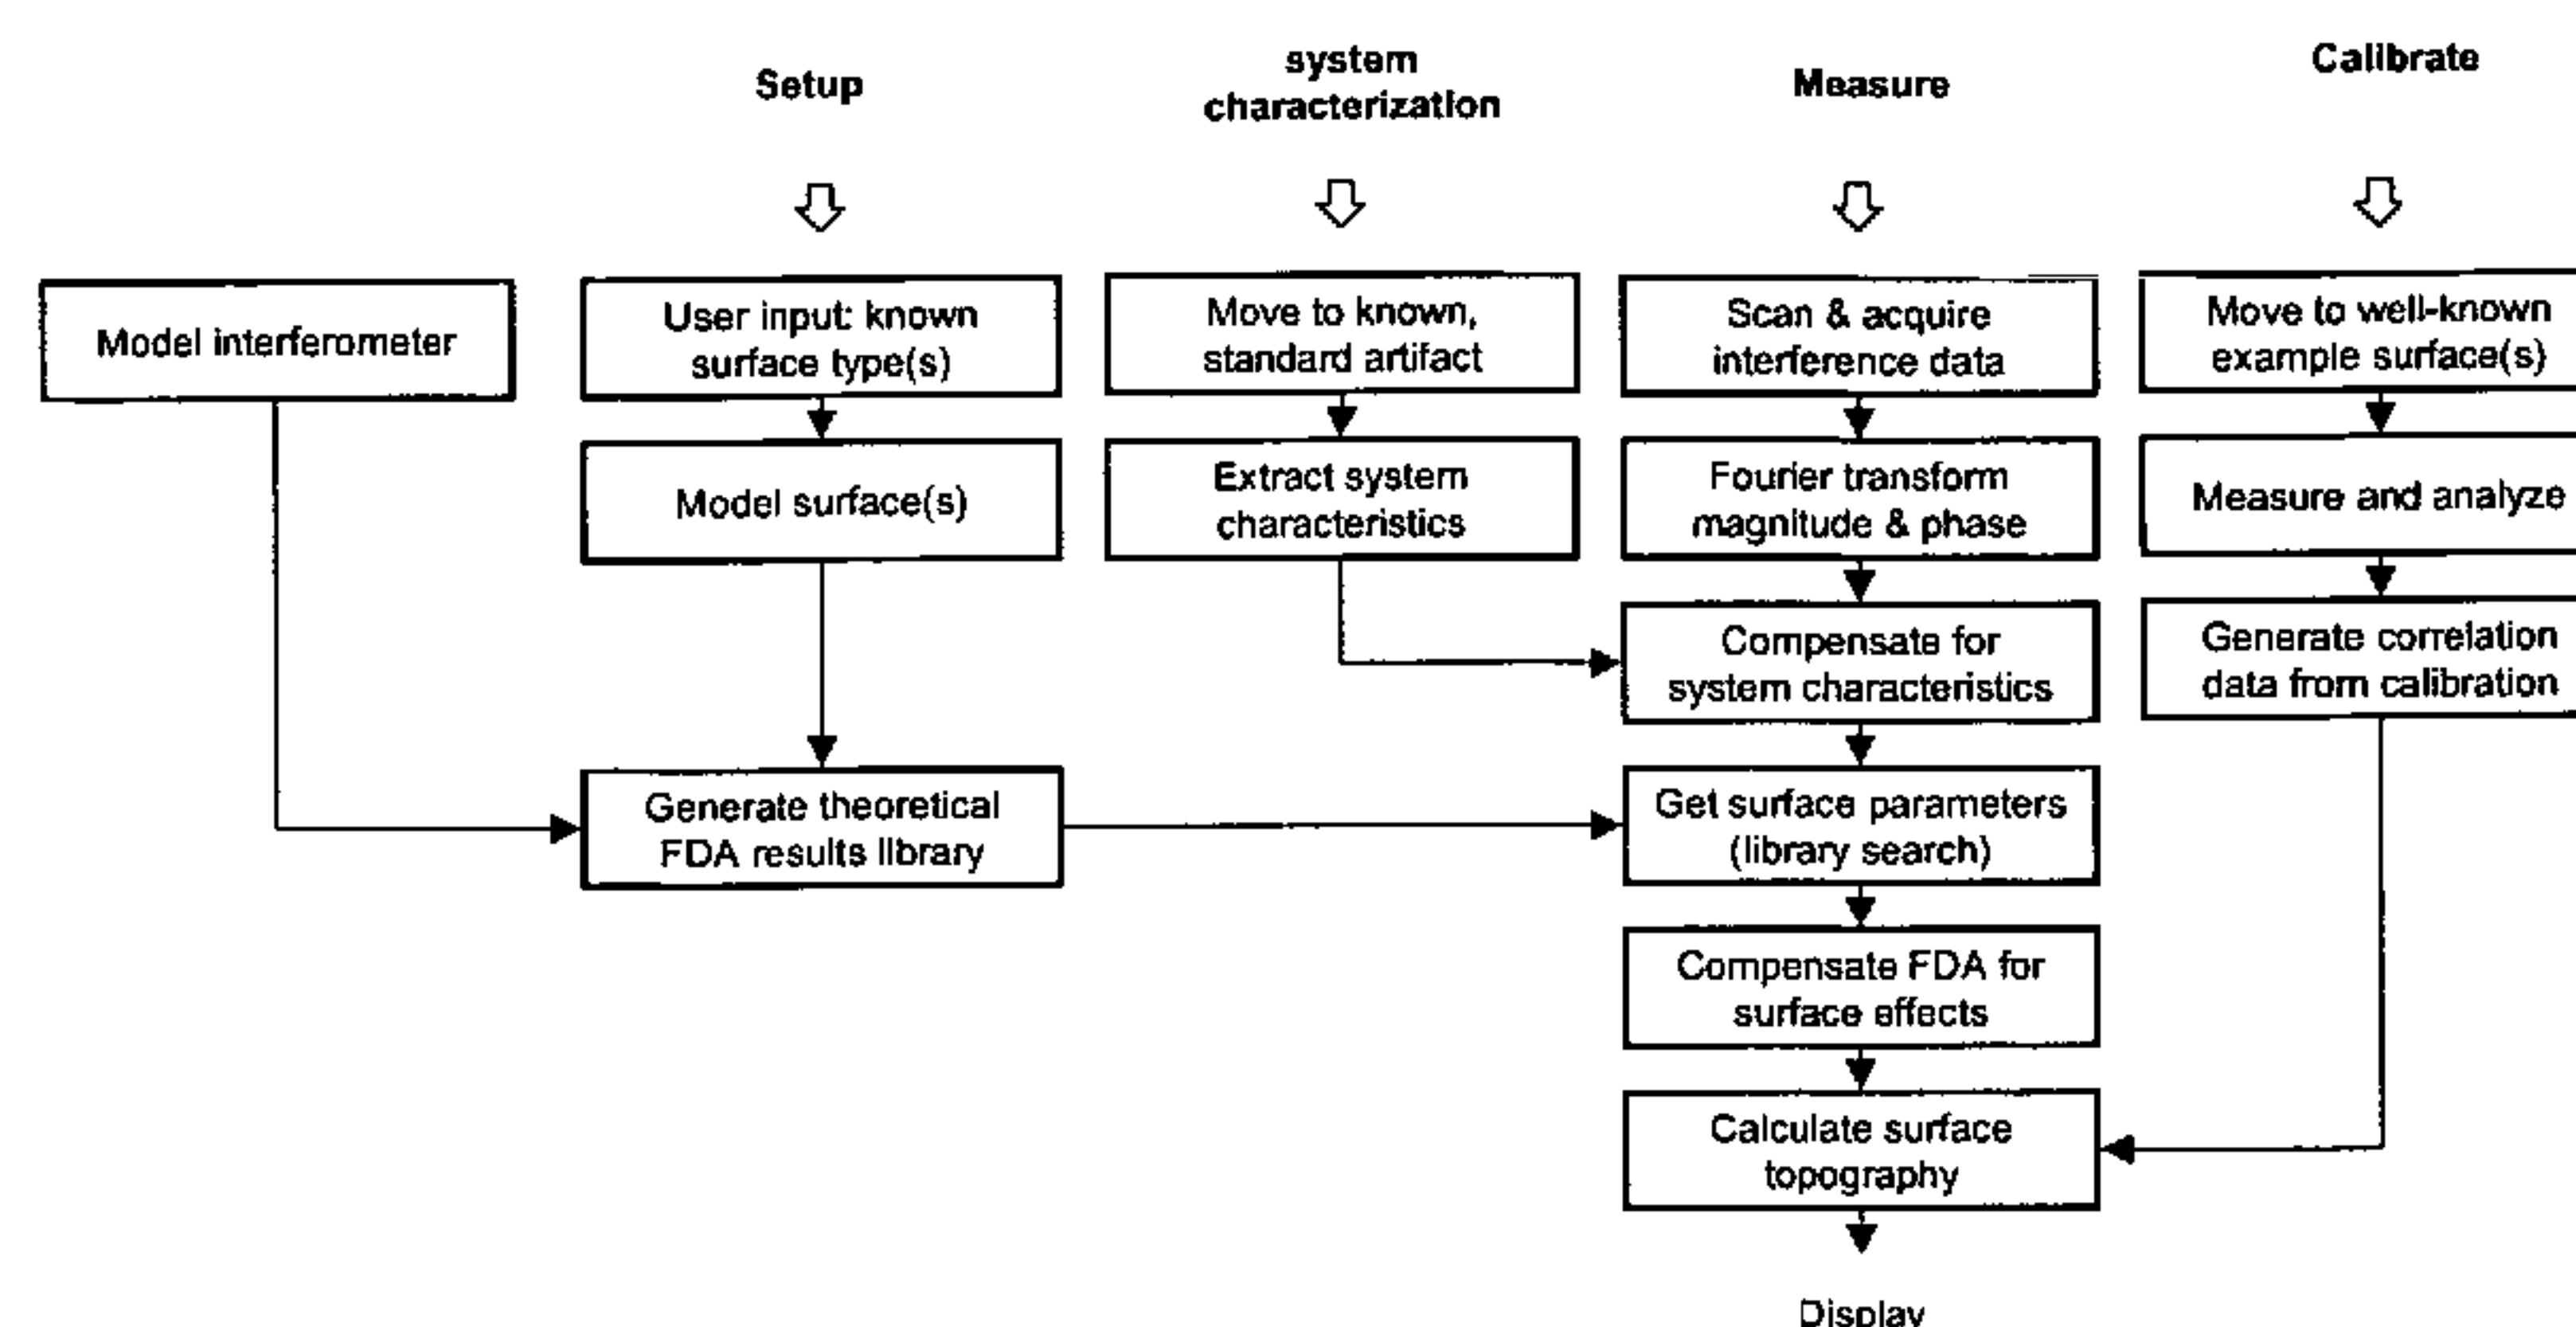 Setup
system
characterization
Measure
Calibrate
Model interferometer
User input: known
surface type(s)
Move to known,
standard artifact
Scan & acquire
interference data
Move to well-known
example surface(s)
Model surface(s)
Extract system
characteristics
Fourier transform
magnitude & phase
Measure and analyze
Compensate for
system characteristics
Generate correlation
data from calibration
Generate theoretical
FDA results library
Get surface parameters
(library search)
Compensate FDA for
surface effects
Calculate surface
topography
Display